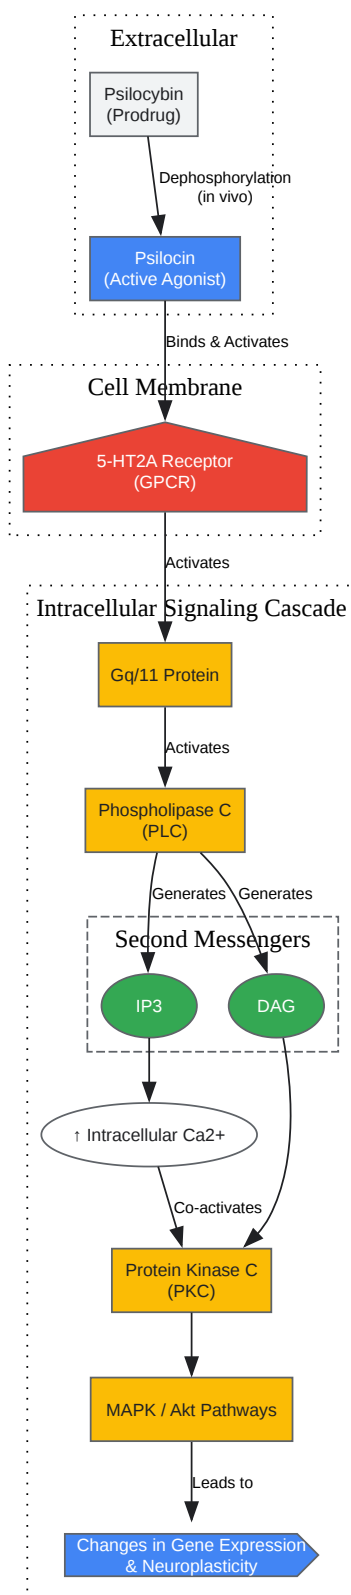 Extracellular
Psilocybin
(Prodrug)
Dephosphorylation
(in vivo)
Psilocin
(Active Agonist)
Binds & Activates
Cell Membrane
5-HT2A Receptor
(GPCR)
Activates
Intracellular Signaling Cascade
Gq/11 Protein
Activates
Phospholipase C
(PLC)
Generates
Generates
Second Messengers
IP3
DAG
↑ Intracellular Ca2+
Co-activates
Protein Kinase C
(PKC)
MAPK / Akt Pathways
Leads to
Changes in Gene Expression
& Neuroplasticity